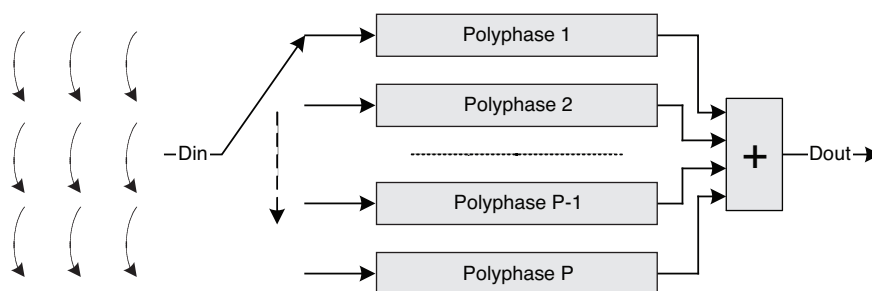 Polyphase 1
Polyphase 2
Din
+
Dout
Polyphase P-1
Polyphase P